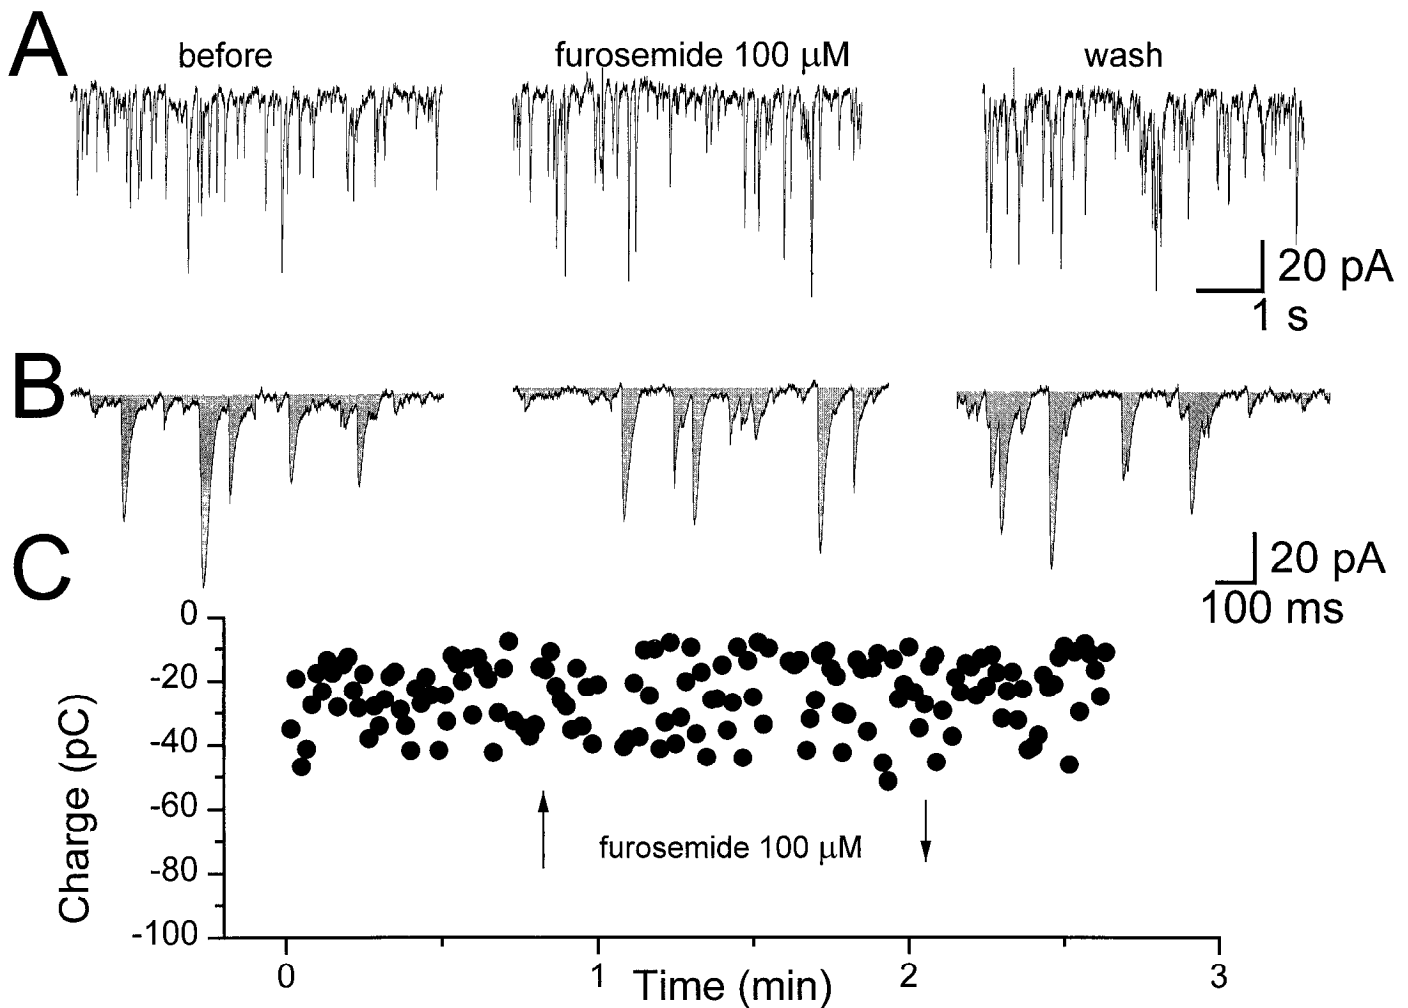 A
before
furosemide 100 μM
wash
20 pA
1 s
B
20 pA
100 ms
C
0
-20
-40
-60
-80
-100
Charge (pC)
furosemide 100 μM
0
1
2
3
Time (min)